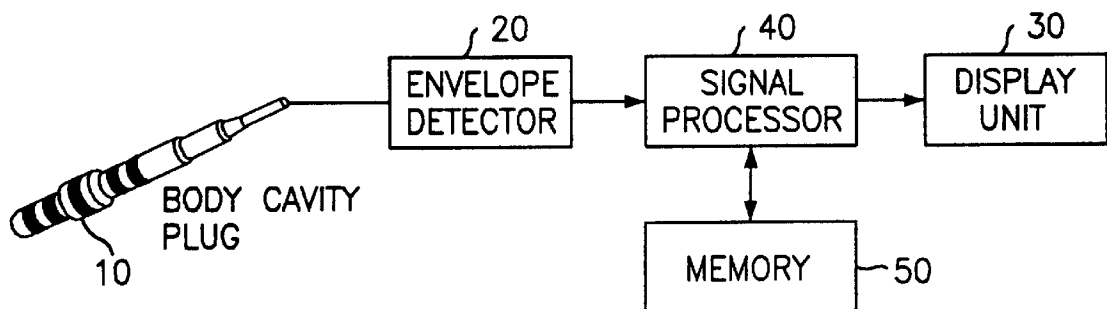 20
40
30
ENVELOPE
DETECTOR
SIGNAL
PROCESSOR
DISPLAY
UNIT
BODY CAVITY
PLUG
10
MEMORY
50